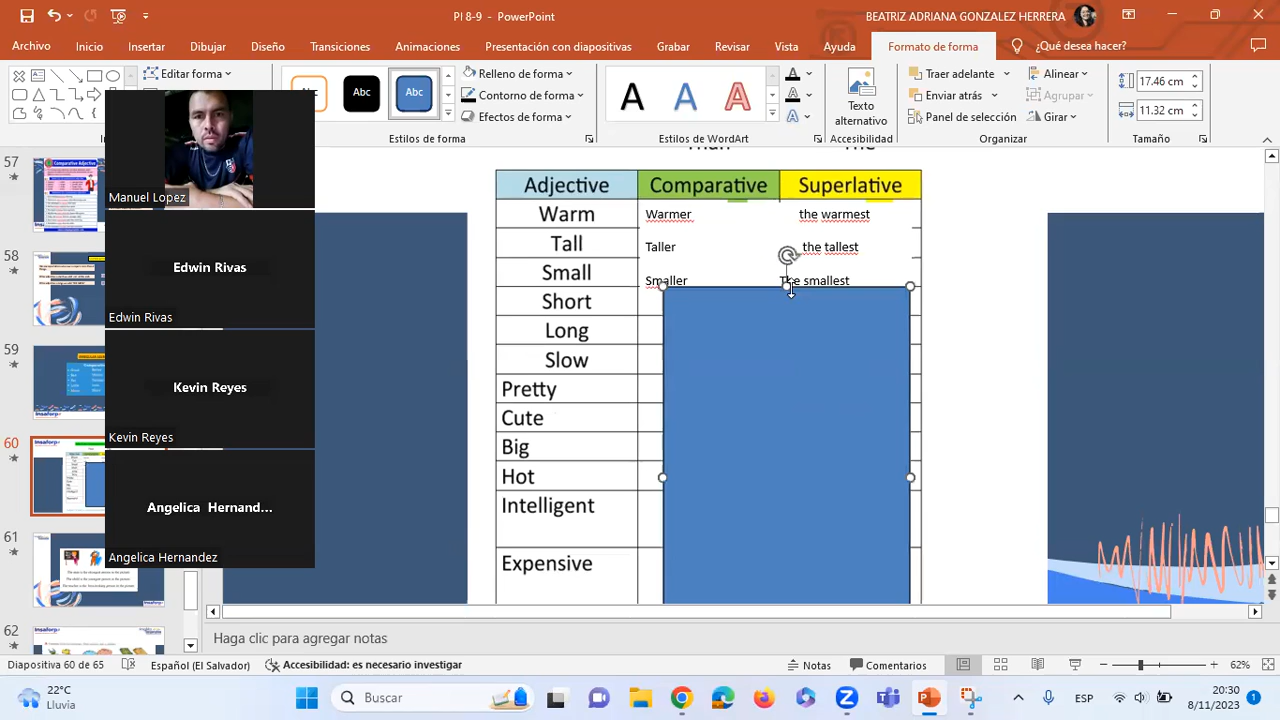 PI 8-9 - PowerPoint
BEATRIZ ADRIANA GONZALEZ HERRERA
Archivo Inicio Insertar Dibujar Diseño Transiciones Animaciones Presentación con diapositivas Grabar Revisar Vista Ayuda Formato de forma ¿Qué desea hacer?
Editar forma
Abc Abc
Relleno de forma
Contorno de forma
Efectos de forma
Estilos de forma
A A A
A
A
A
Estilos de WordArt
Texto
alternativo
Accesibilidad
Traer adelante
Enviar atrás
Panel de selección
Alinear
Agrupar
Girar
Organizar
17.46 cm
11.32 cm
Tamaño
Manuel Lopez
Edwin Rivas
Edwin Rivas
Kevin Reyes
Kevin Reyes
Angelica Hernand...
Angelica Hernandez
57
Comparative Adjective
58
59
60
61
62
Adjective Comparative Superlative
Warm Warmer the warmest
Tall Taller the tallest
Small Smaller The smallest
Short
Long
Slow
Pretty
Cute
Big
Hot
Intelligent
Expensive
Haga clic para agregar notas
Diapositiva 60 de 65 Español (El Salvador) Accesibilidad: es necesario investigar Notas Comentarios 62%
22°C
Lluvia
Buscar
ESP
20:30
8/11/2023
1